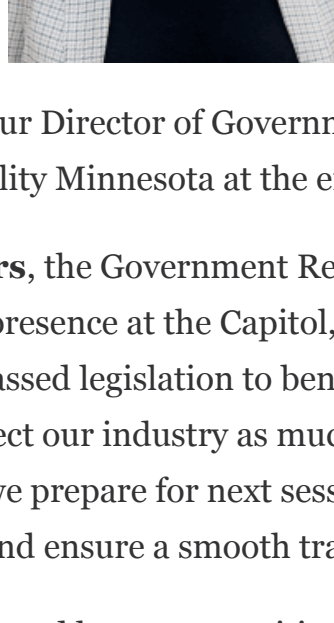 ur Director of Governm
lity Minnesota at the e
rs, the Government Re
presence at the Capitol,
assed legislation to ben
ect our industry as muc
ve prepare for next sess
nd ensure a smooth tra